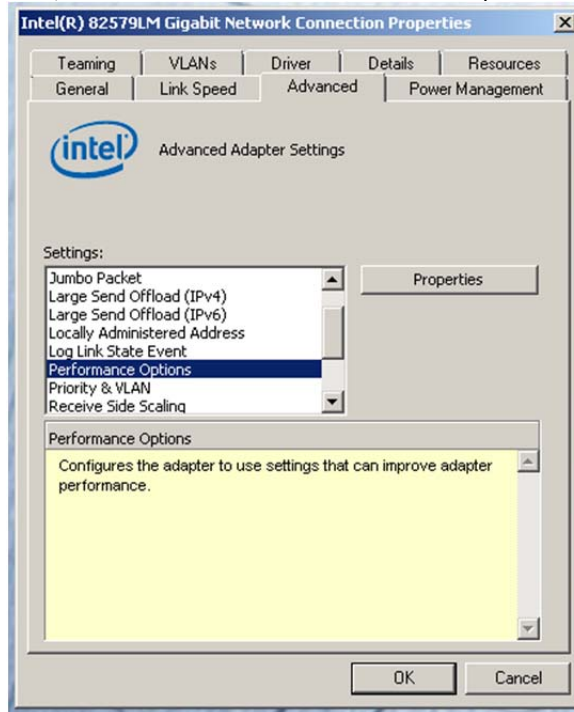 Intel(R) 82579LM Gigabit Network Connection Properties
Teaming VLANs Driver Details Resources
General Link Speed Advanced Power Management
intel Advanced Adapter Settings
Settings:
Jumbo Packet
Large Send Offload (IPv4)
Large Send Offload (IPv6)
Locally Administered Address
Log Link State Event
Performance Options
Priority & VLAN
Receive Side Scaling
Properties
Performance Options
Configures the adapter to use settings that can improve adapter
performance.
OK Cancel